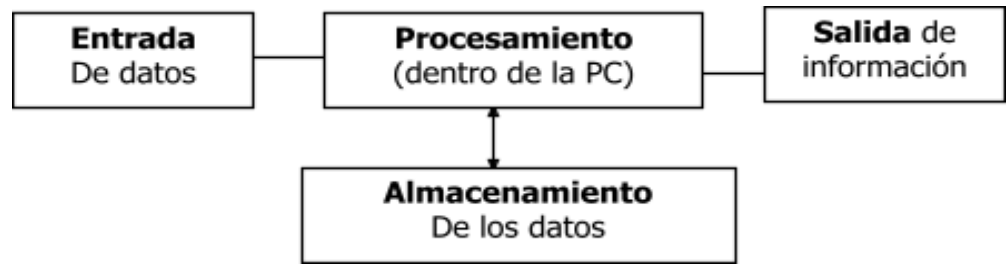 Entrada
De datos
Procesamiento
(dentro de la PC)
Salida de
información
Almacenamiento
De los datos